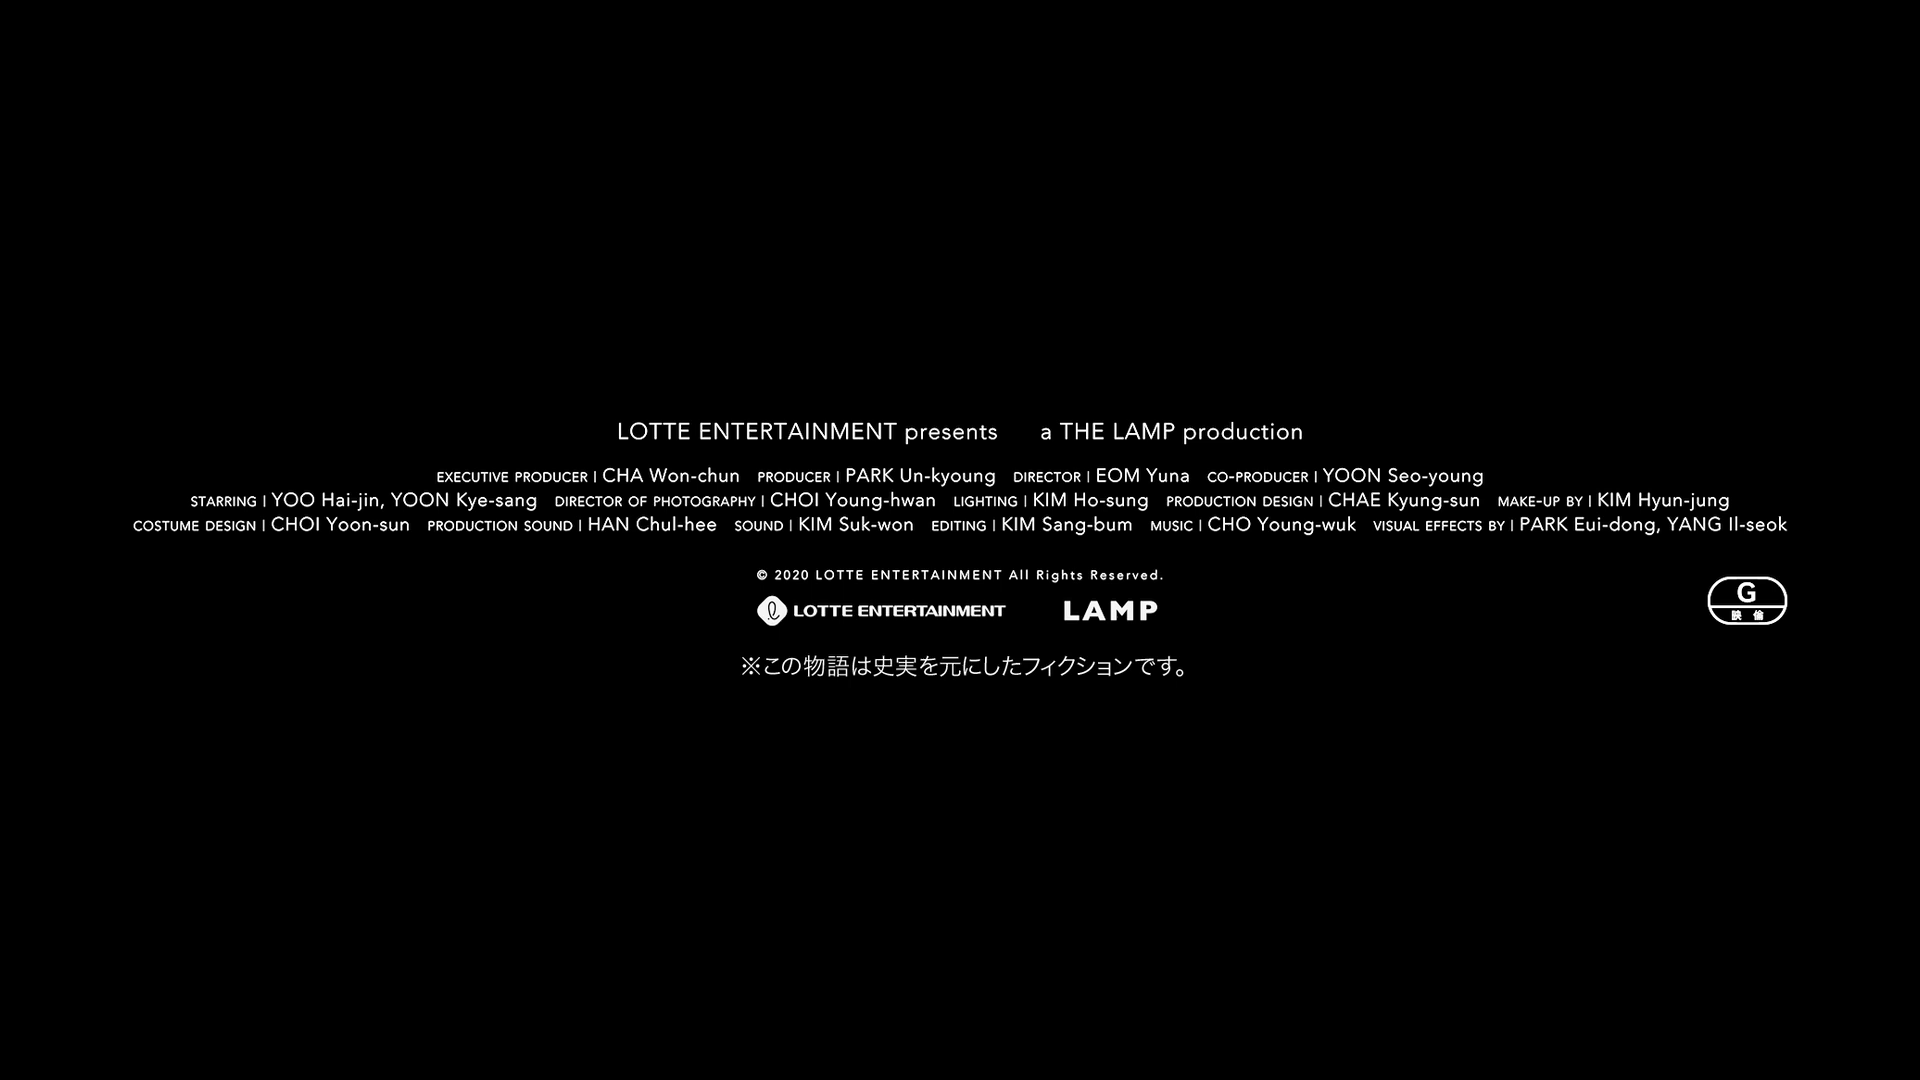 LOTTE ENTERTAINMENT presents a THE LAMP production
EXECUTIVE PRODUCER | CHA Won-chun PRODUCER | PARK Un-kyoung DIRECTOR | EOM Yuna CO-PRODUCER | YOON Seo-young
STARRING | YOO Hai-jin, YOON Kye-sang DIRECTOR OF PHOTOGRAPHY | CHOI Young-hwan LIGHTING | KIM Ho-sung PRODUCTION DESIGN | CHAE Kyung-sun MAKE-UP BY | KIM Hyun-jung
COSTUME DESIGN | CHOI Yoon-sun PRODUCTION SOUND | HAN Chul-hee SOUND | KIM Suk-won EDITING | KIM Sang-bum MUSIC | CHO Young-wuk VISUAL EFFECTS BY | PARK Eui-dong, YANG Il-seok
© 2020 LOTTE ENTERTAINMENT All Rights Reserved.
LOTTE ENTERTAINMENT LAMP
G
映倫
※この物語は史実を元にしたフィクションです。